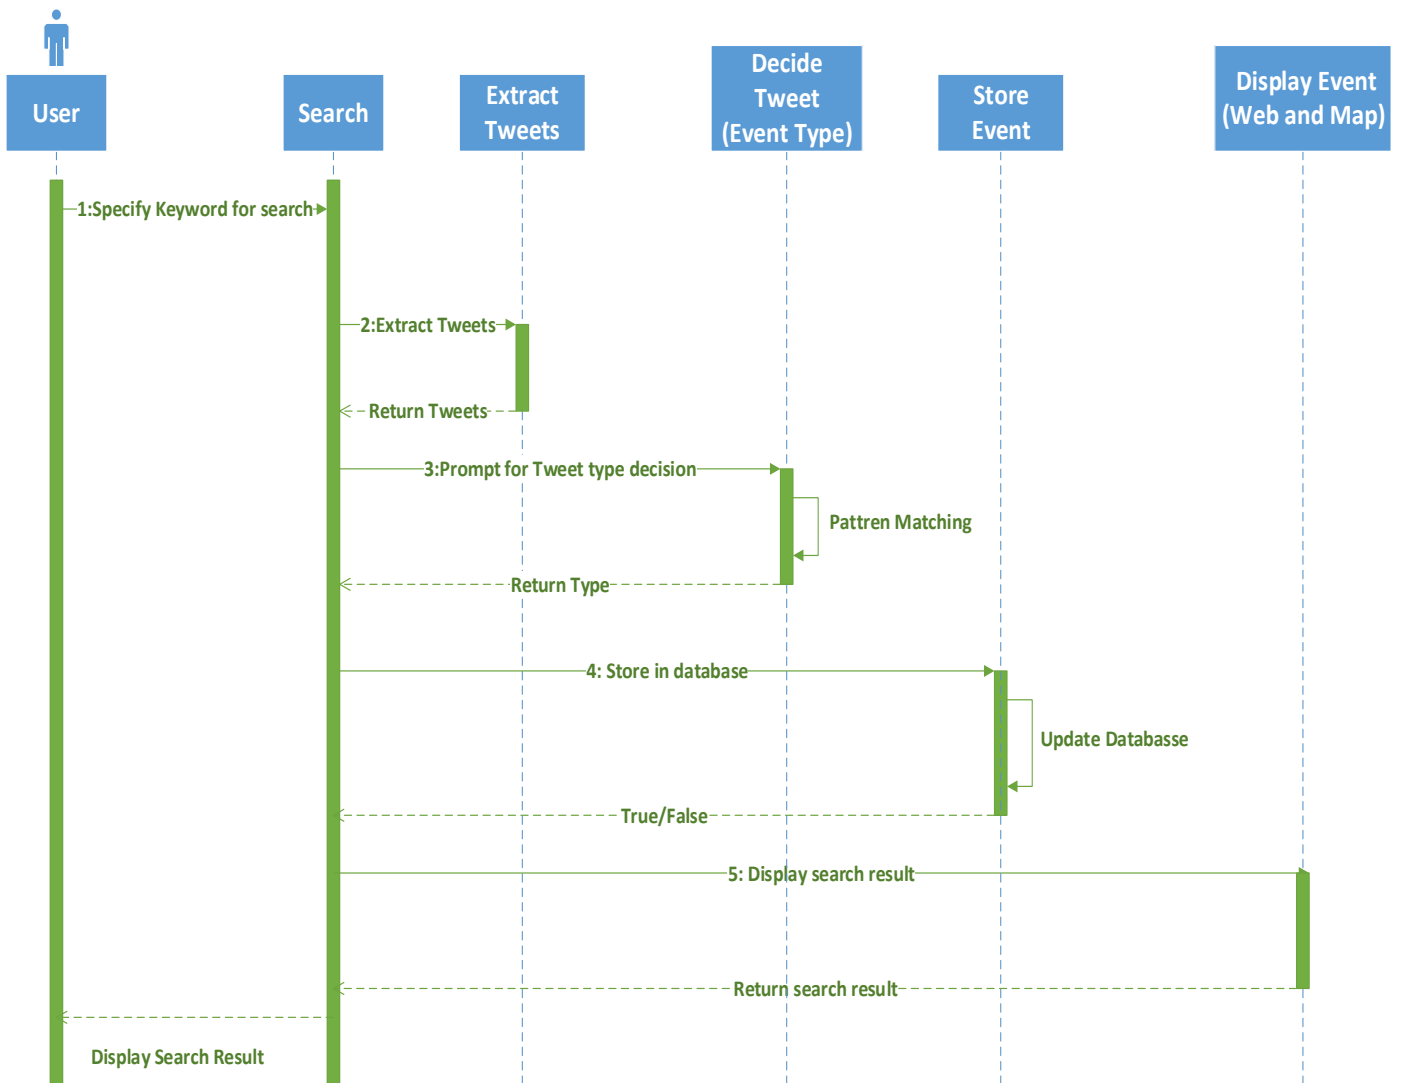 User
Search
Extract
Tweets
Decide
Tweet
(Event Type)
Store
Event
Display Event
(Web and Map)
1:Specify Keyword for search
2:Extract Tweets
Return Tweets
3:Prompt for Tweet type decision
Pattren Matching
Return Type
4: Store in database
Update Databasse
True/False
5: Display search result
Return search result
Display Search Result